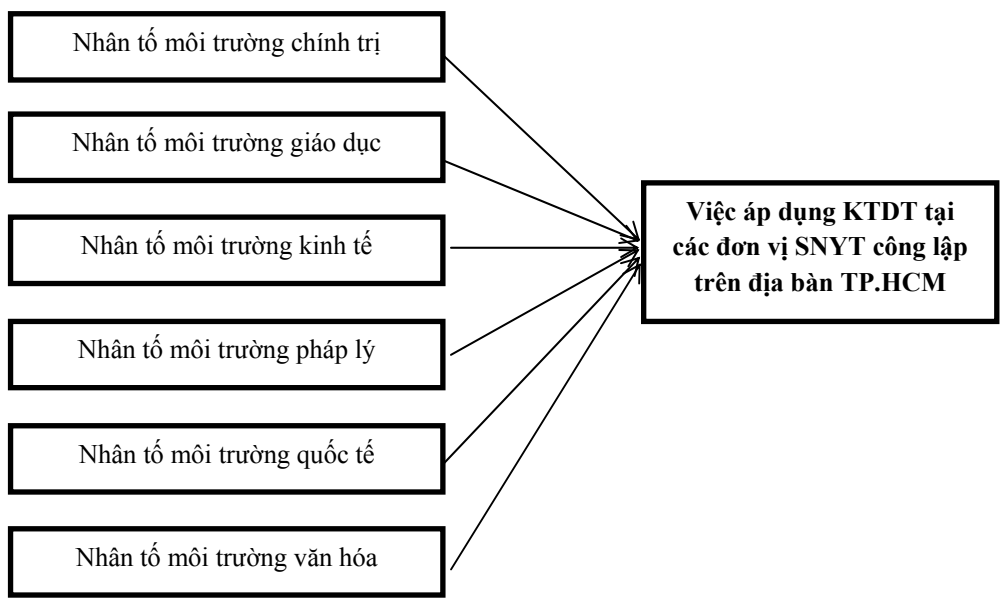 Nhân tố môi trường chính trị
Nhân tố môi trường giáo dục
Nhân tố môi trường kinh tế
Nhân tố môi trường pháp lý
Nhân tố môi trường quốc tế
Nhân tố môi trường văn hóa
Việc áp dụng KTDT tại
các đơn vị SNYT công lập
trên địa bàn TP.HCM